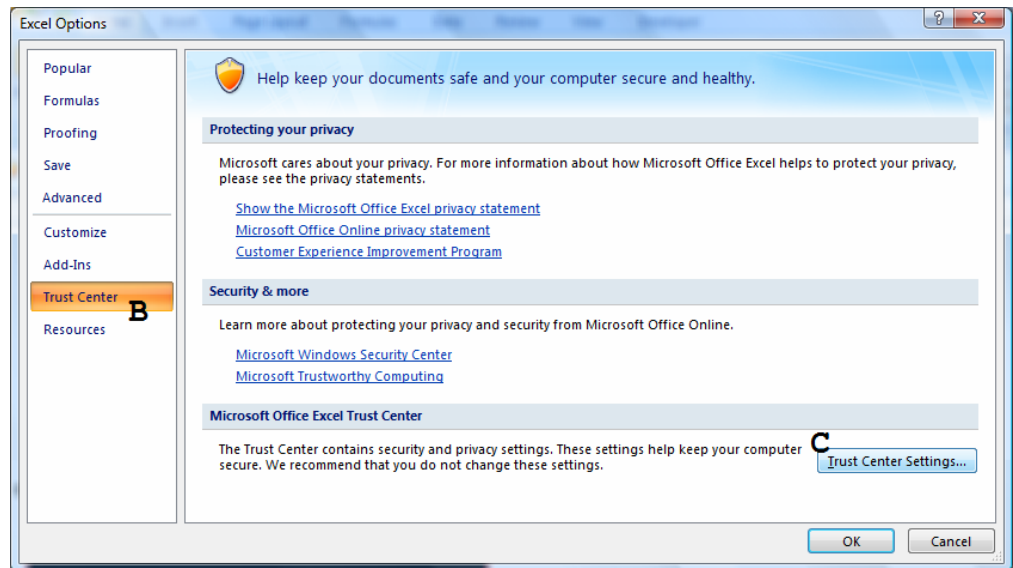 Excel Options
Popular
Formulas
Proofing
Save
Advanced
Customize
Add-Ins
Trust Center
B
Resources
Help keep your documents safe and your computer secure and healthy.
Protecting your privacy
Microsoft cares about your privacy. For more information about how Microsoft Office Excel helps to protect your privacy,
please see the privacy statements.
Show the Microsoft Office Excel privacy statement
Microsoft Office Online privacy statement
Customer Experience Improvement Program
Security & more
Learn more about protecting your privacy and security from Microsoft Office Online.
Microsoft Windows Security Center
Microsoft Trustworthy Computing
Microsoft Office Excel Trust Center
The Trust Center contains security and privacy settings. These settings help keep your computer
secure. We recommend that you do not change these settings.
C
Trust Center Settings...
OK
Cancel